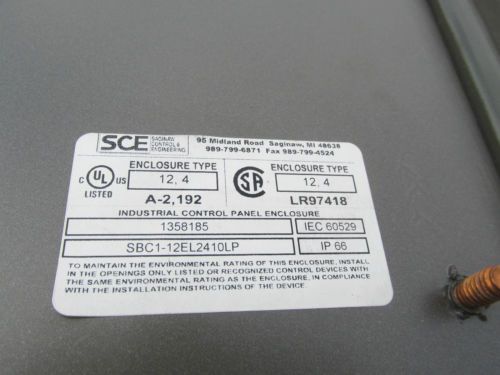 SCE SAGINAW CONTROL & ENGINEERING
95 Midland Road Saginaw, MI 48638
989-799-6871 Fax 989-799-4524
C UL US LISTED
ENCLOSURE TYPE
12, 4
A-2,192
SA
ENCLOSURE TYPE
12, 4
LR97418
INDUSTRIAL CONTROL PANEL ENCLOSURE
1358185 IEC 60529
SBC1-12EL2410LP IP 66
TO MAINTAIN THE ENVIRONMENTAL RATING OF THIS ENCLOSURE, INSTALL
IN THE OPENINGS ONLY LISTED OR RECOGNIZED CONTROL DEVICES WITH
THE SAME ENVIRONMENTAL RATING AS THE ENCLOSURE, IN COMPLIANCE
WITH THE INSTALLATION INSTRUCTIONS OF THE DEVICE.